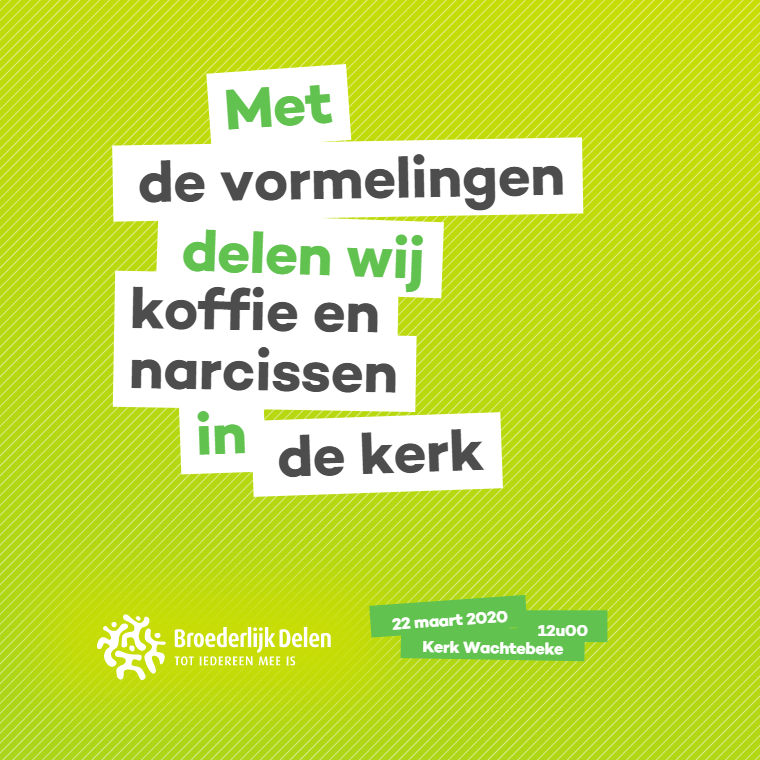 Met
de vormelingen
delen wij
koffie en
narcissen
in de kerk
Broederlijk Delen
TOT IEDEREEN MEE IS
22 maart 2020
12u00
Kerk Wachtebeke